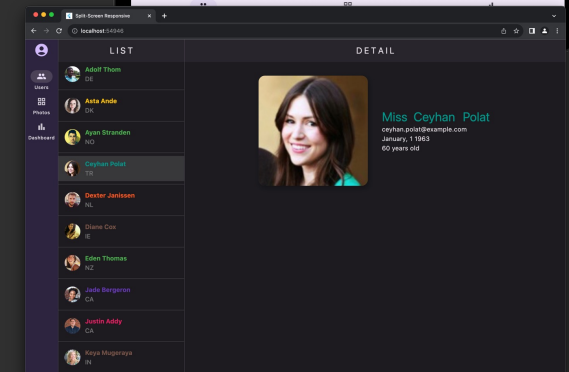 Split-Screen Responsive
localhost:54946
LIST
DETAIL
Users
Photos
Dashboard
Adolf Thom
DE
Asta Ande
DK
Ayan Stranden
NO
Ceyhan Polat
TR
Dexter Janissen
NL
Diane Cox
IE
Eden Thomas
NZ
Jade Bergeron
CA
Justin Addy
CA
Keya Mugeraya
IN
Miss Ceyhan Polat
ceyhan.polat@example.com
January, 1 1963
60 years old